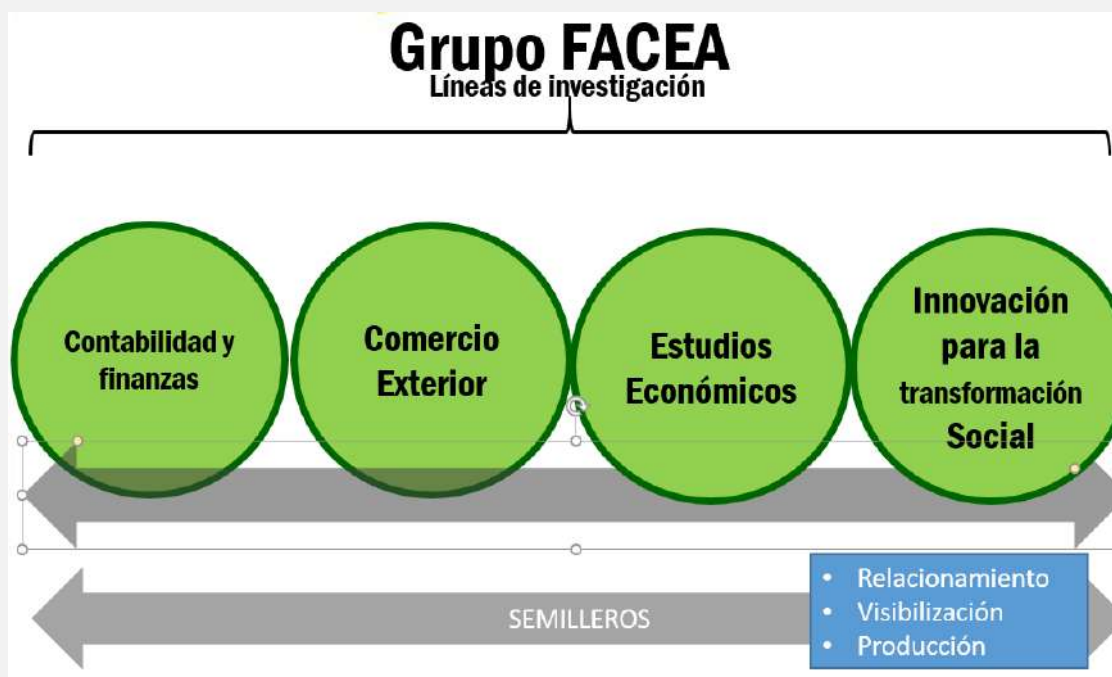 Grupo FACEA
Líneas de investigación
Contabilidad y
finanzas
Comercio
Exterior
Estudios
Económicos
Innovación
para la
transformación
Social
SEMILLEROS
• Relacionamiento
• Visibilización
• Producción